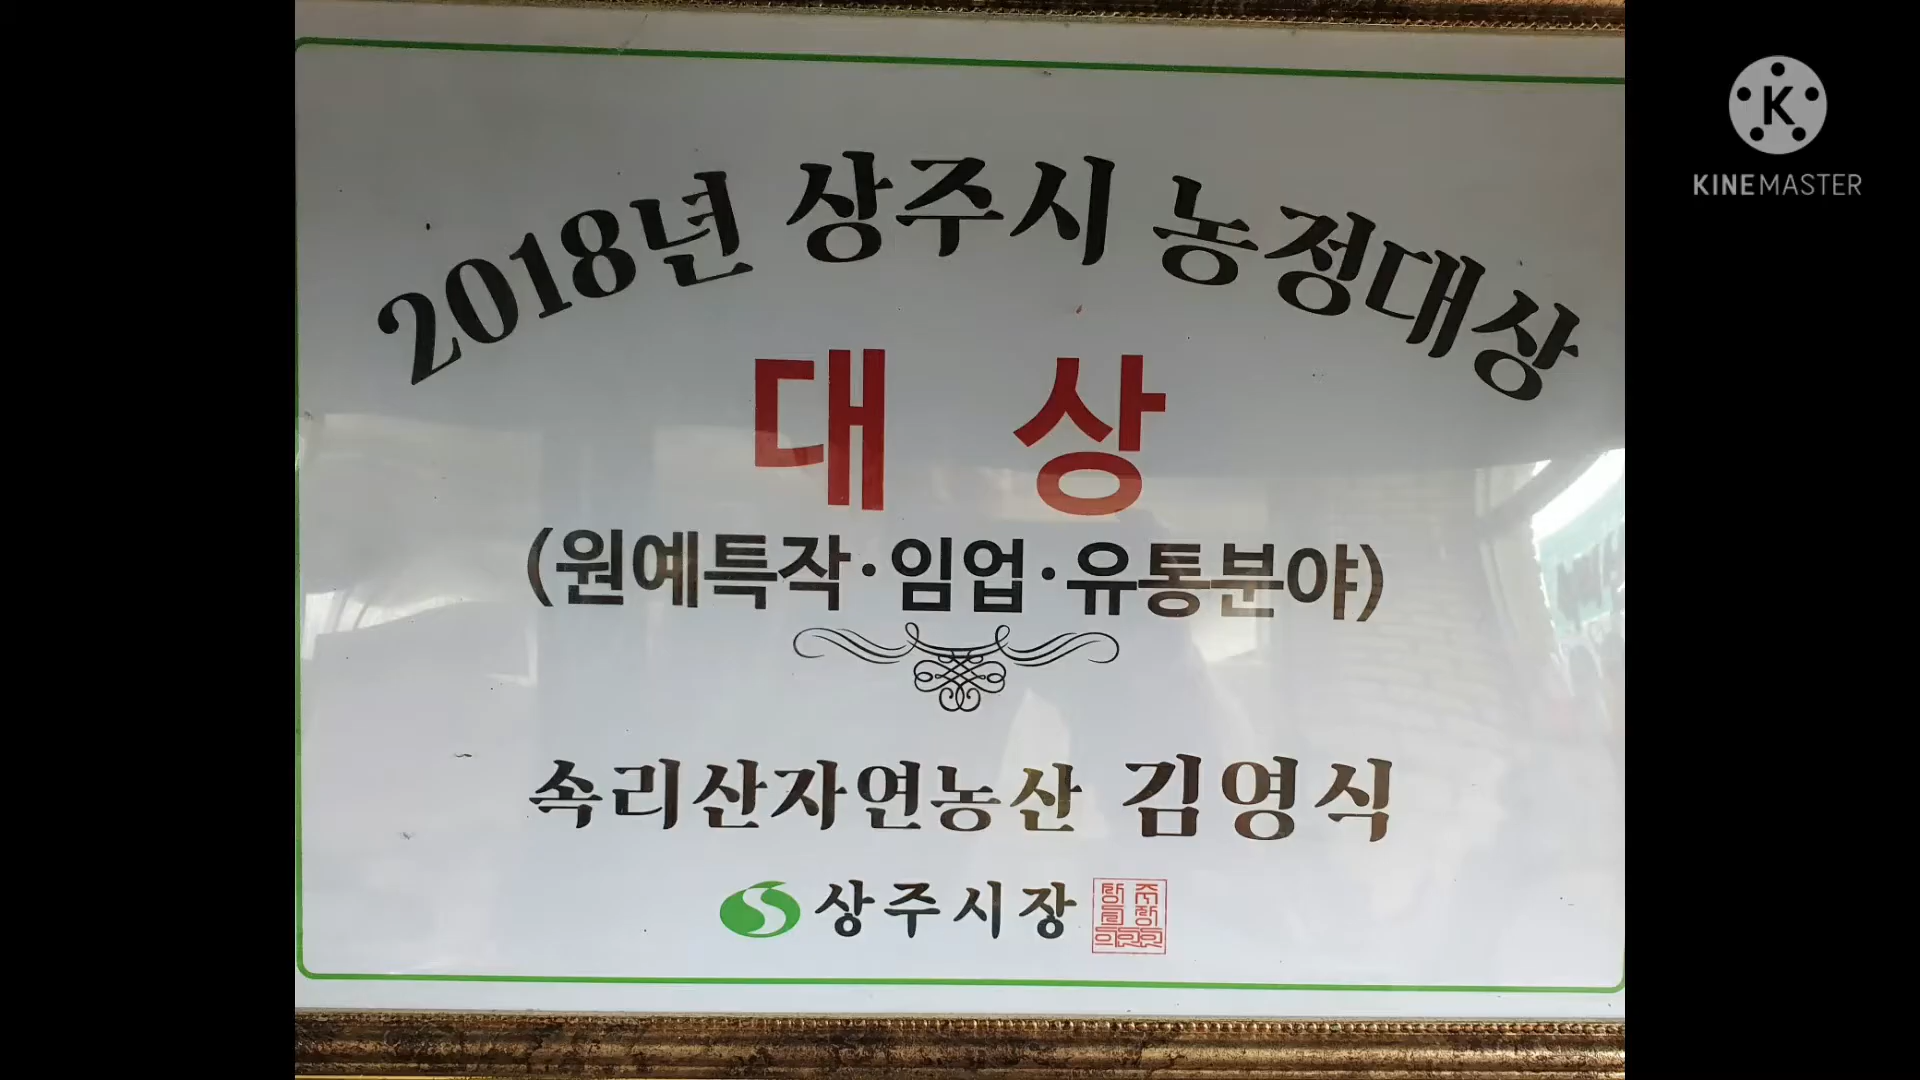 2018년 상주시 농정대상
대 상
(원예특작·임업·유통분야)
속리산자연농산 김영식
상주시장
K
KINEMASTER